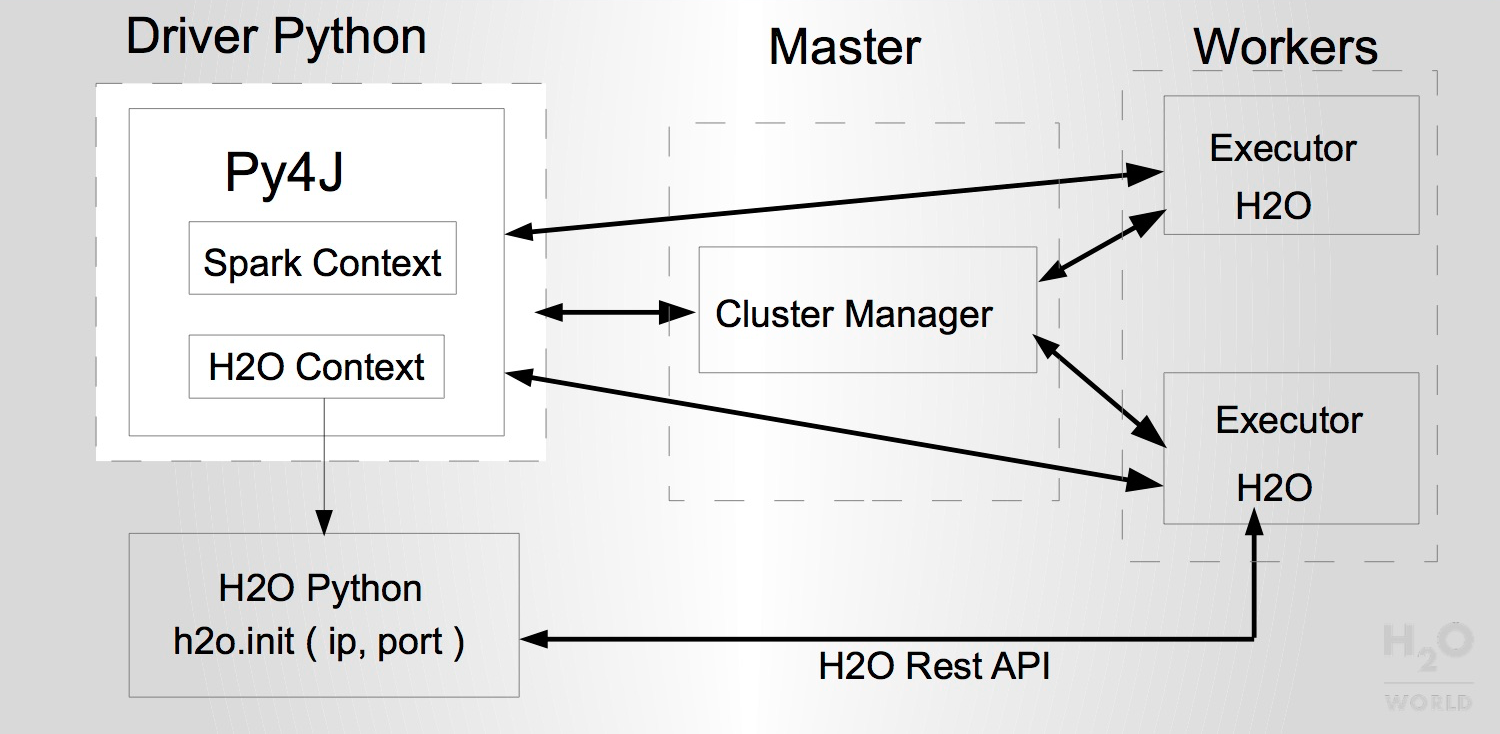 Driver Python
Master
Workers
Py4J
Spark Context
H2O Context
Cluster Manager
Executor
H2O
Executor
H2O
H2O Python
h2o.init ( ip, port )
H2O Rest API
H2O
WORLD